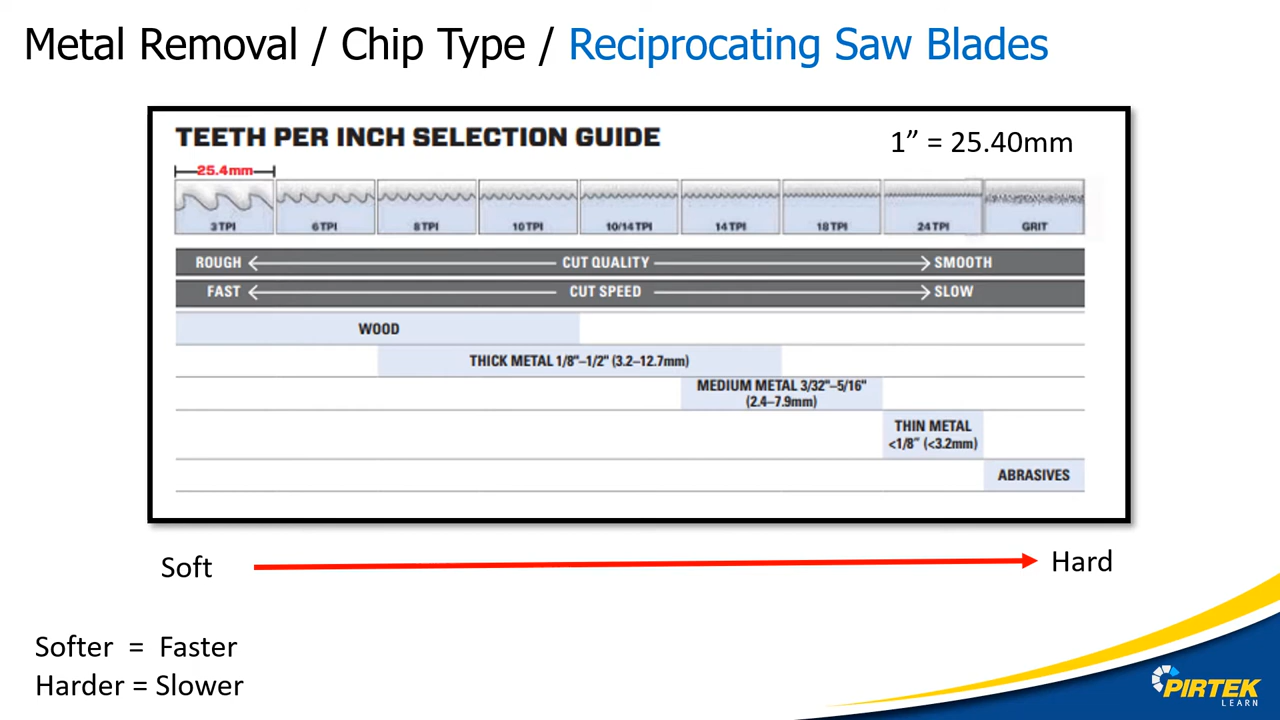 Metal Removal / Chip Type / Reciprocating Saw Blades
TEETH PER INCH SELECTION GUIDE
1” = 25.40mm
25.4mm
3 TPI
6 TPI
8 TPI
10 TPI
10/14 TPI
14 TPI
18 TPI
24 TPI
GRIT
ROUGH
CUT QUALITY
SMOOTH
FAST
CUT SPEED
SLOW
WOOD
THICK METAL 1/8"–1/2" (3.2–12.7mm)
MEDIUM METAL 3/32"–5/16"
(2.4–7.9mm)
THIN METAL
<1/8" (<3.2mm)
ABRASIVES
Soft
Hard
Softer = Faster
Harder = Slower
PIRTEK
LEARN